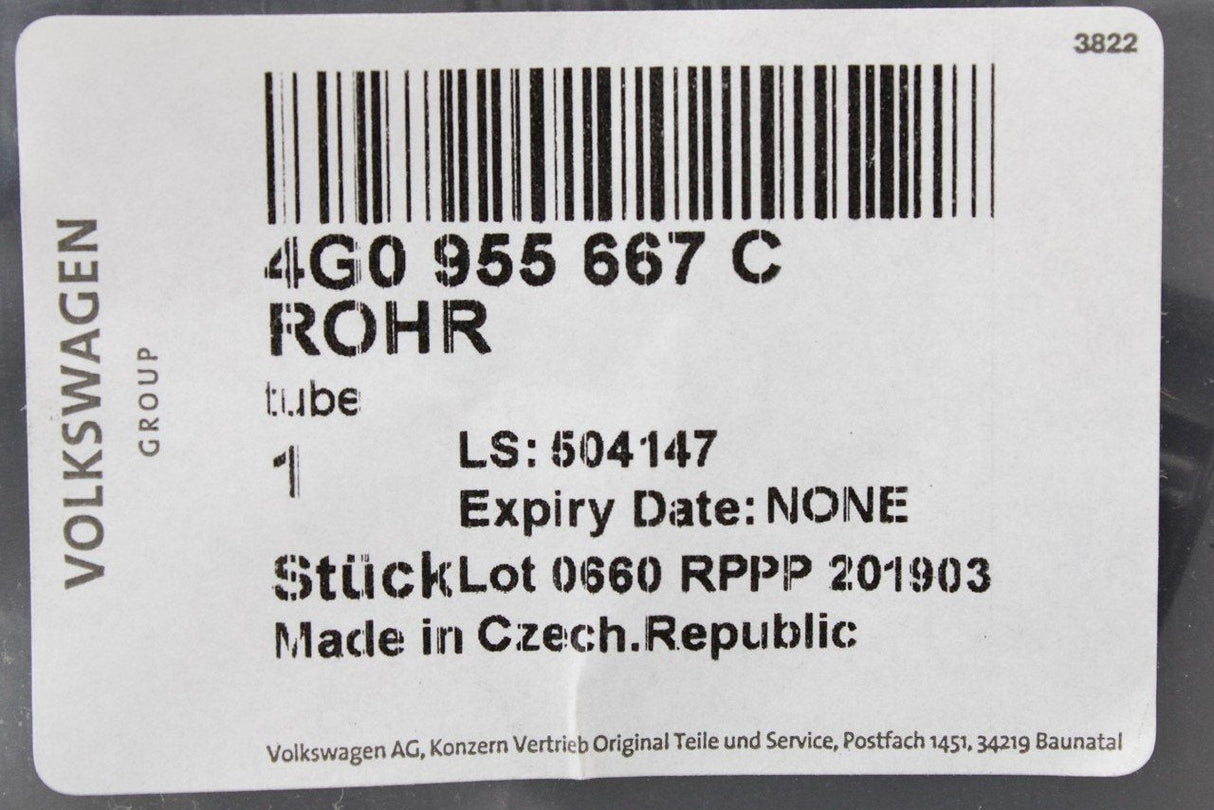 3822
VOLKSWAGEN
GROUP
4G0 955 667 C
ROHR
tube
1 LS: 504147
Expiry Date: NONE
Stück Lot 0660 RPPP 201903
Made in Czech.Republic
Volkswagen AG, Konzern Vertrieb Original Teile und Service, Postfach 1451, 34219 Baunatal